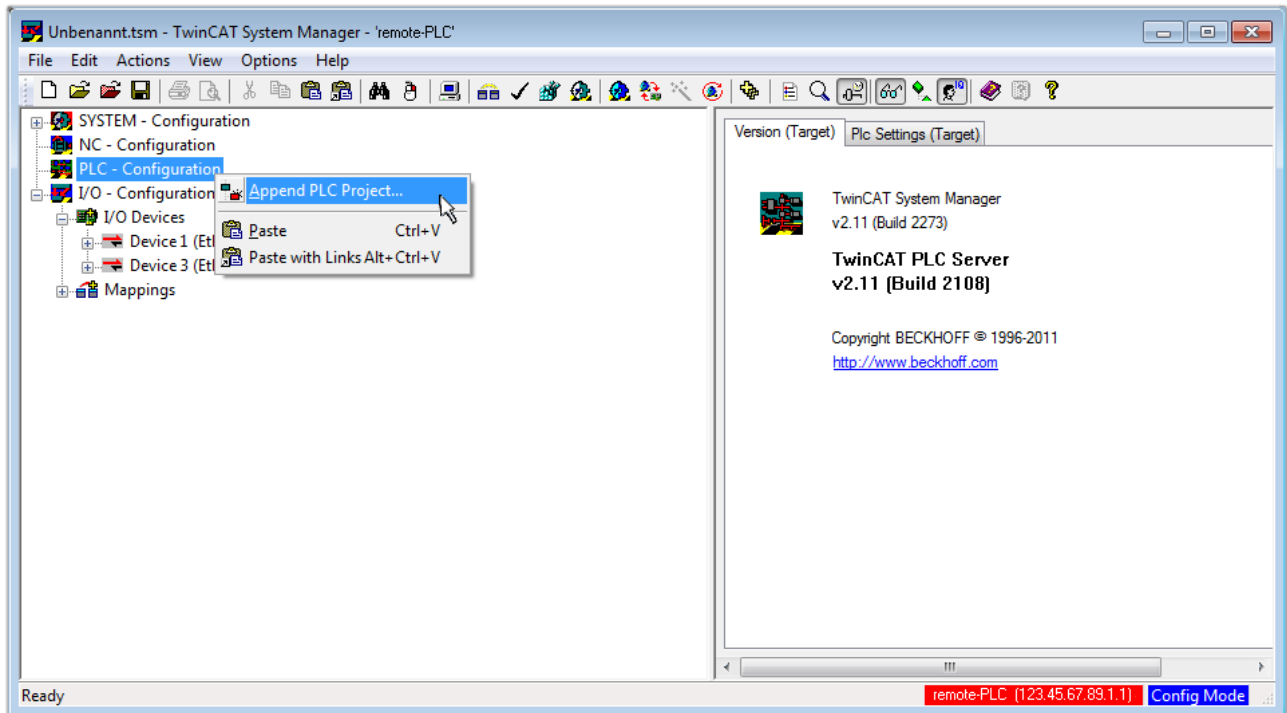 Unbenannt.tsm - TwinCAT System Manager - 'remote-PLC'
File Edit Actions View Options Help
SYSTEM - Configuration
NC - Configuration
PLC - Configuration
I/O - Configuration
I/O Devices
Device 1 (Et
Device 3 (Et
Mappings
Append PLC Project...
Paste Ctrl+V
Paste with Links Alt+Ctrl+V
Version (Target) Plc Settings (Target)
TwinCAT System Manager
v2.11 (Build 2273)
TwinCAT PLC Server
v2.11 (Build 2108)
Copyright BECKHOFF © 1996-2011
http://www.beckhoff.com
Ready
remote-PLC (123.45.67.89.1.1) Config Mode